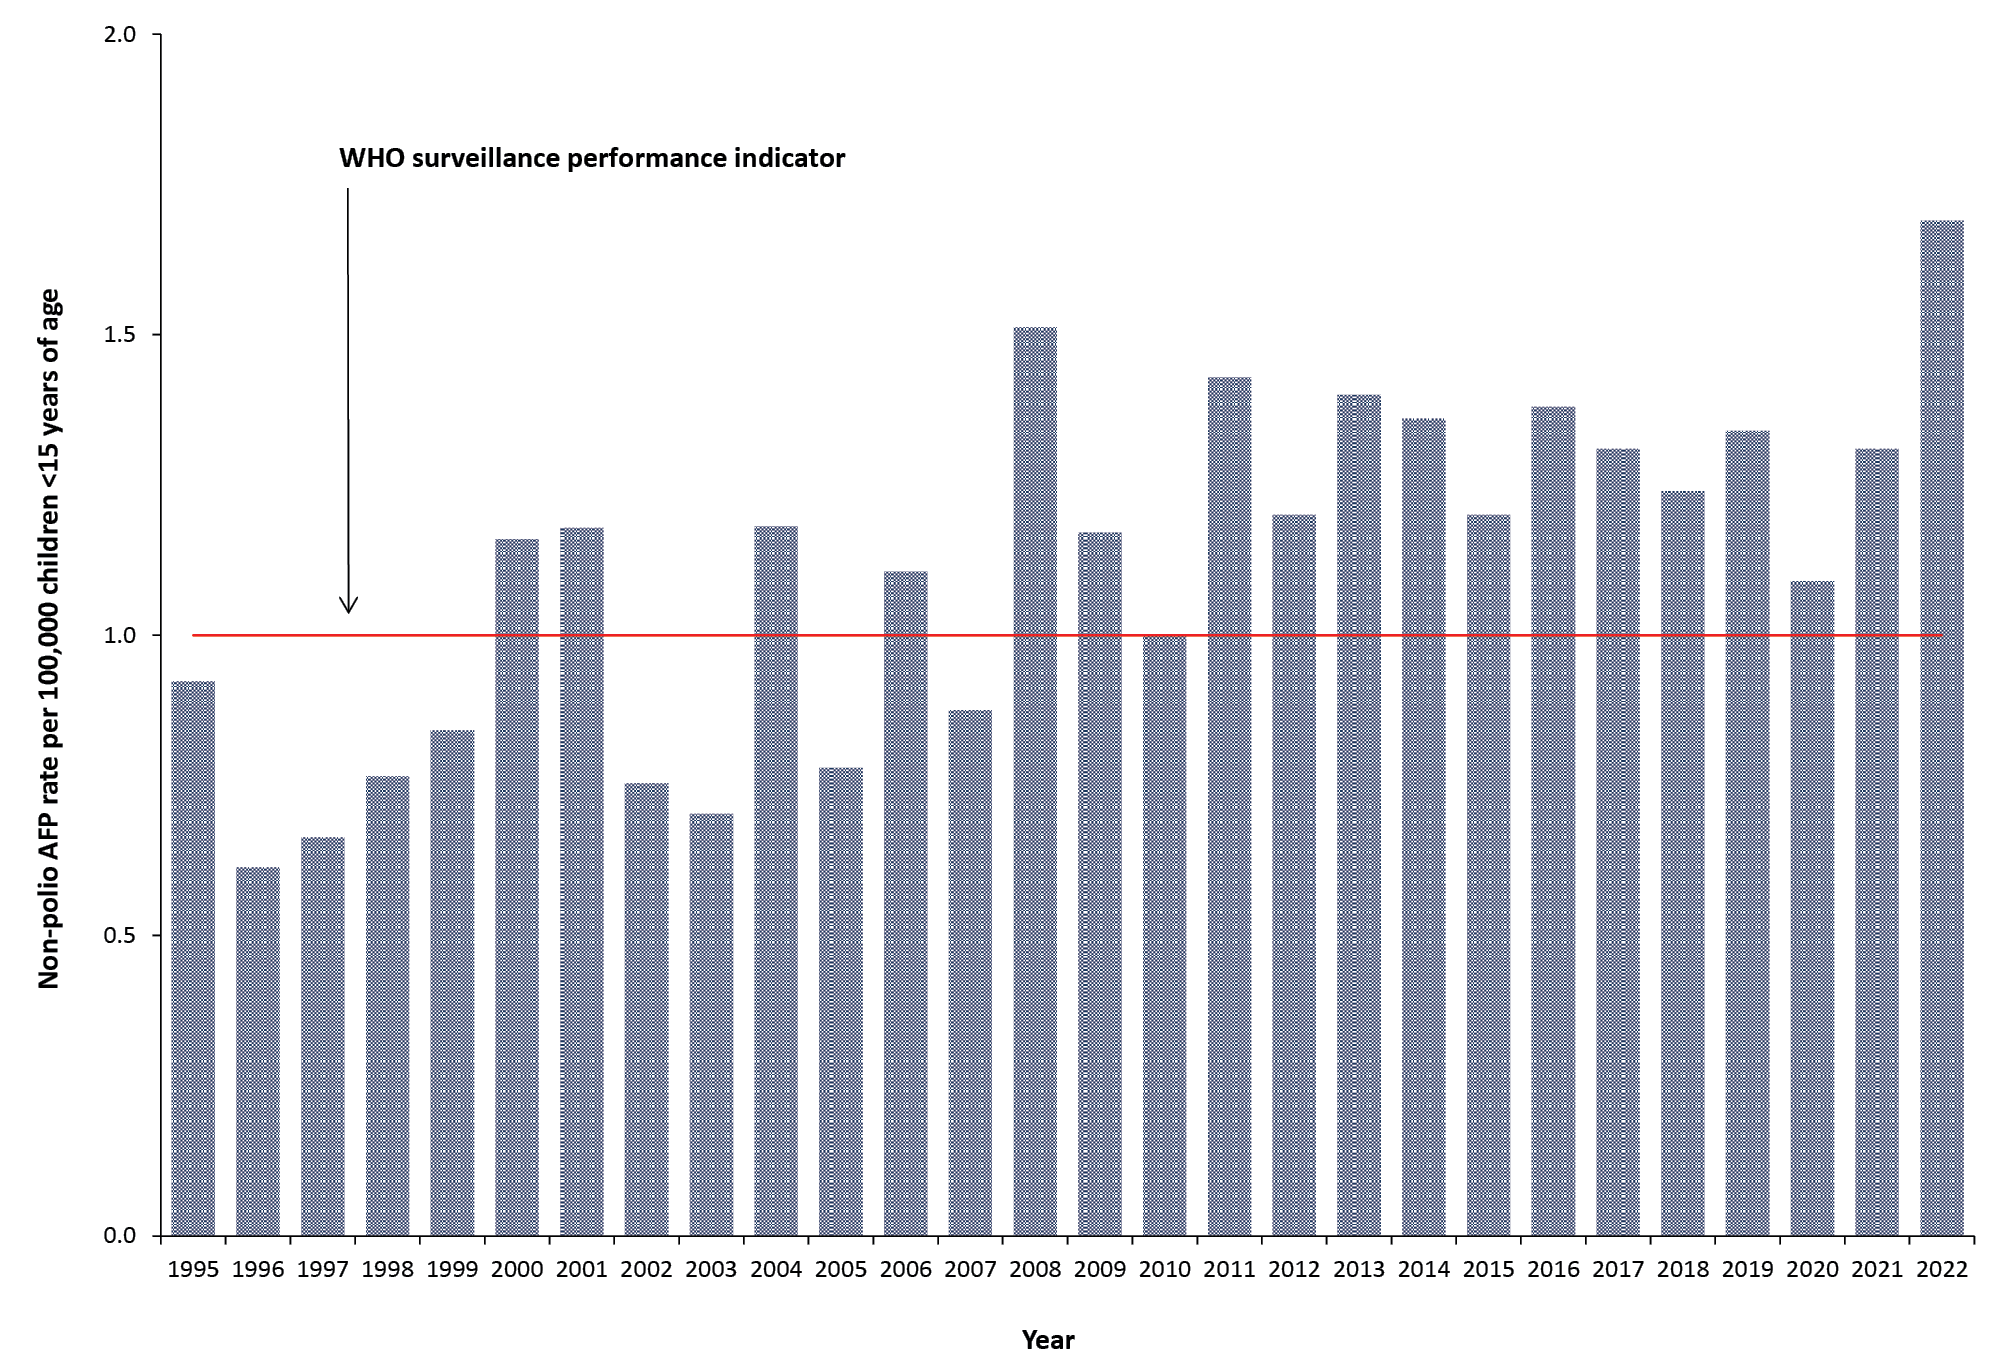 2.0
WHO surveillance performance indicator
1.5
1.0
0.5
0.0
Non-polio AFP rate per 100,000 children <15 years of age
1995 1996 1997 1998 1999 2000 2001 2002 2003 2004 2005 2006 2007 2008 2009 2010 2011 2012 2013 2014 2015 2016 2017 2018 2019 2020 2021 2022
Year